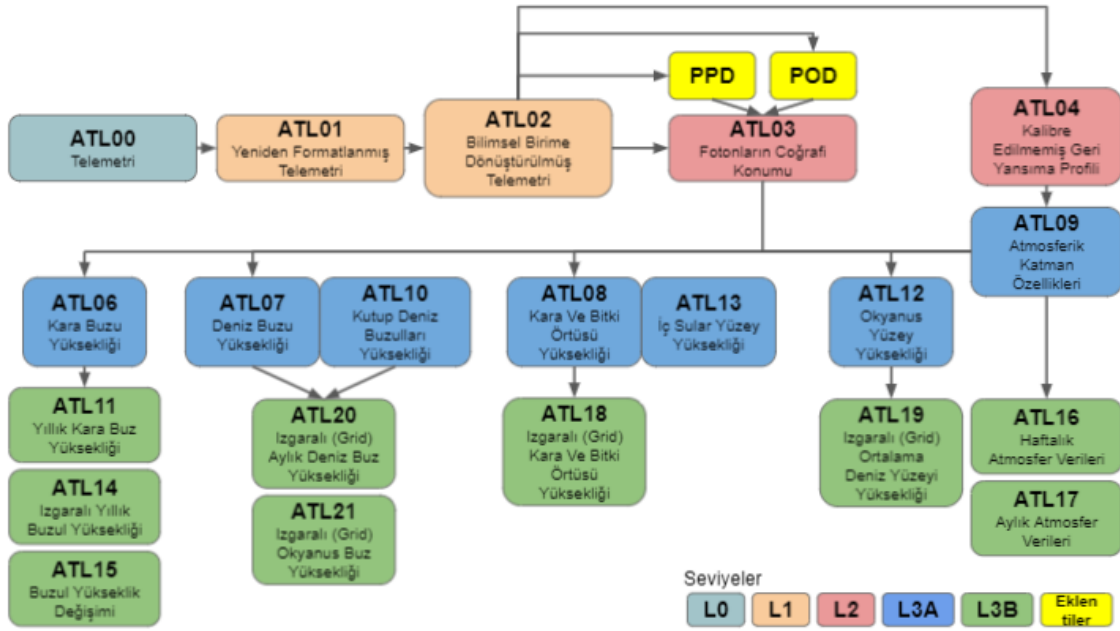 PPD
POD
ATL00
Telemetri
ATL01
Yeniden Formatlanmış
Telemetri
ATL02
Bilimsel Birime
Dönüştürülmüş
Telemetri
ATL03
Fotonların Coğrafi
Konumu
ATL04
Kalibre
Edilmemiş Geri
Yansıma Profili
ATL09
Atmosferik
Katman
Özellikleri
ATL06
Kara Buzu
Yüksekliği
ATL07
Deniz Buzu
Yüksekliği
ATL10
Kutup Deniz
Buzulları
Yüksekliği
ATL08
Kara Ve Bitki
Örtüsü
Yüksekliği
ATL13
İç Sular Yüzey
Yüksekliği
ATL12
Okyanus
Yüzey
Yüksekliği
ATL11
Yıllık Kara Buz
Yüksekliği
ATL14
Izgaralı Yıllık
Buzul Yüksekliği
ATL15
Buzul Yükseklik
Değişimi
ATL20
Izgaralı (Grid)
Aylık Deniz Buz
Yüksekliği
ATL21
Izgaralı (Grid)
Okyanus Buz
Yüksekliği
ATL18
Izgaralı (Grid)
Kara Ve Bitki
Örtüsü
Yüksekliği
ATL19
Izgaralı (Grid)
Ortalama
Deniz Yüzeyi
Yüksekliği
ATL16
Haftalık
Atmosfer Verileri
ATL17
Aylık Atmosfer
Verileri
Seviyeler
L0
L1
L2
L3A
L3B
Eklen
tiler